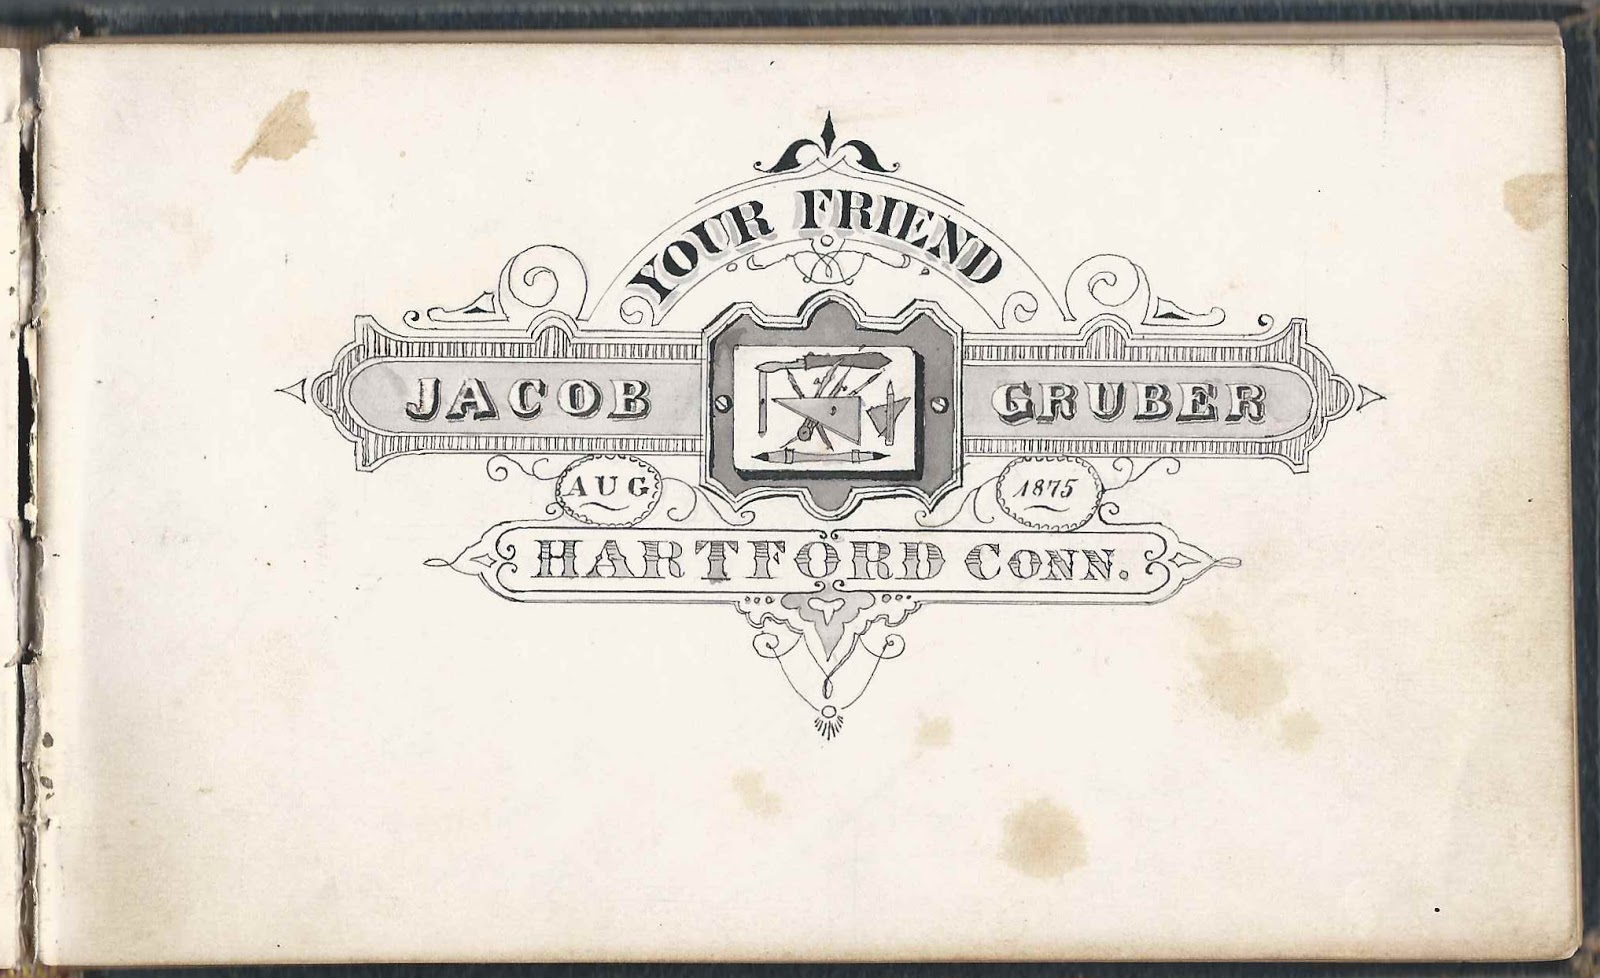 YOUR FRIEND
JACOB GRUBER
AUG 1875
HARTFORD CONN.